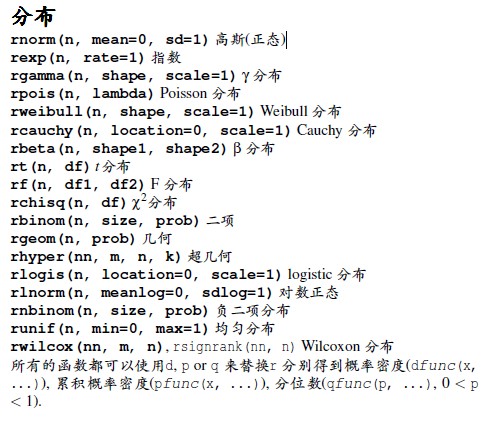 分布
rnorm(n, mean=0, sd=1) 高斯(正态)
rexp(n, rate=1) 指数
rgamma(n, shape, scale=1) γ 分布
rpois(n, lambda) Poisson 分布
rweibull(n, shape, scale=1) Weibull 分布
rcauchy(n, location=0, scale=1) Cauchy 分布
rbeta(n, shape1, shape2) β 分布
rt(n, df) t分布
rf(n, df1, df2) F 分布
rchisq(n, df) χ²分布
rbinom(n, size, prob) 二项
rgeom(n, prob) 几何
rhyper(nn, m, n, k) 超几何
rlogis(n, location=0, scale=1) logistic 分布
rlnorm(n, meanlog=0, sdlog=1) 对数正态
rnbinom(n, size, prob) 负二项分布
runif(n, min=0, max=1) 均匀分布
rwilcox(nn, m, n), rsignrank(nn, n) Wilcoxon 分布
所有的函数都可以使用d, p or q 来替换r 分别得到概率密度(dfunc(x,
...)), 累积概率密度(pfunc(x, ...)), 分位数(qfunc(p, ...), 0 < p
< 1).